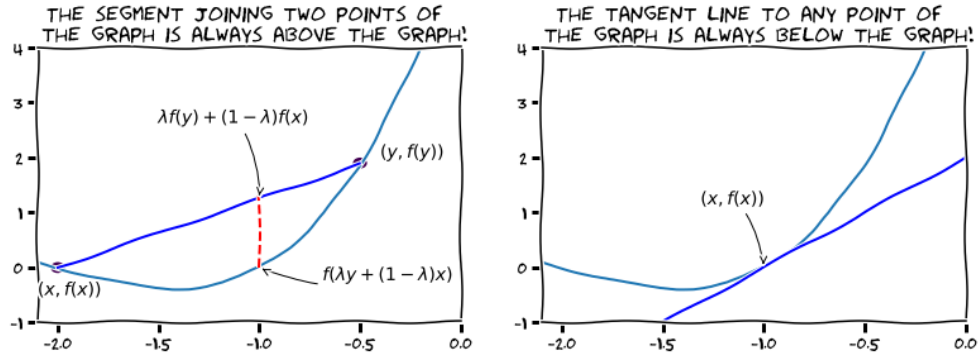 THE SEGMENT JOINING TWO POINTS OF
THE GRAPH IS ALWAYS ABOVE THE GRAPH!
4
3
2
1
0
-1
λf(y) + (1 − λ)f(x)
(y, f(y))
(x, f(x))
f(λy + (1 − λ)x)
-2.0 -1.5 -1.0 -0.5 0.0
THE TANGENT LINE TO ANY POINT OF
THE GRAPH IS ALWAYS BELOW THE GRAPH!
4
3
2
1
0
-1
(x, f(x))
-2.0 -1.5 -1.0 -0.5 0.0